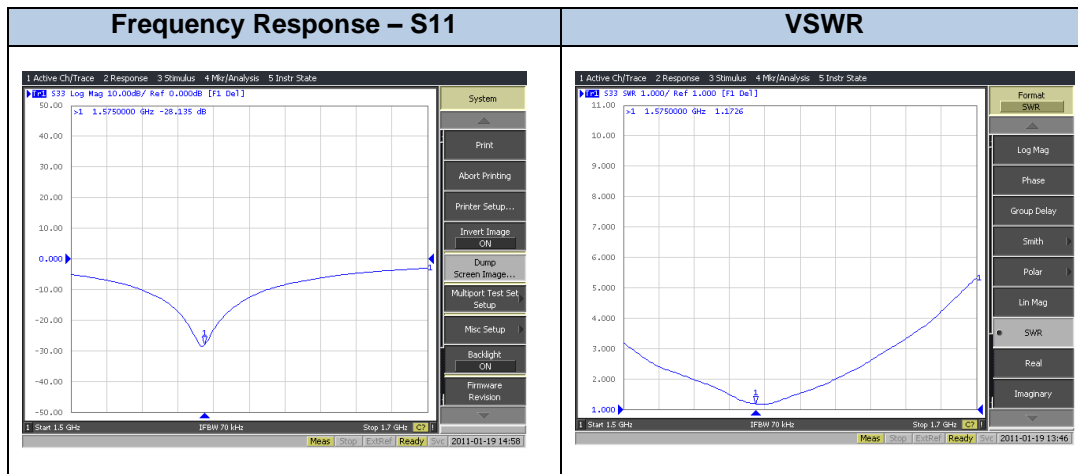 Frequency Response – S11
VSWR
1 Active Ch/Trace 2 Response 3 Stimulus 4 Mkr/Analysis 5 Instr State
Tr1 S33 Log Mag 10.00dB/ Ref 0.000dB [F1 Del]
>1 1.5750000 GHz -28.135 dB
50.00
40.00
30.00
20.00
10.00
0.000
-10.00
-20.00
-30.00
-40.00
-50.00
1
1
1 Start 1.5 GHz IFBW 70 kHz Stop 1.7 GHz C? !
Meas Stop ExtRef Ready Svc 2011-01-19 14:58
System
Print
Abort Printing
Printer Setup...
Invert Image
ON
Dump
Screen Image...
Multiport Test Set
Setup
Misc Setup
Backlight
ON
Firmware
Revision
1 Active Ch/Trace 2 Response 3 Stimulus 4 Mkr/Analysis 5 Instr State
Tr1 S33 SWR 1.000/ Ref 1.000 [F1 Del]
>1 1.5750000 GHz 1.1726
11.00
10.00
9.000
8.000
7.000
6.000
5.000
4.000
3.000
2.000
1.000
1
1
1 Start 1.5 GHz IFBW 70 kHz Stop 1.7 GHz C? !
Meas Stop ExtRef Ready Svc 2011-01-19 13:46
Format
SWR
Log Mag
Phase
Group Delay
Smith
Polar
Lin Mag
SWR
Real
Imaginary